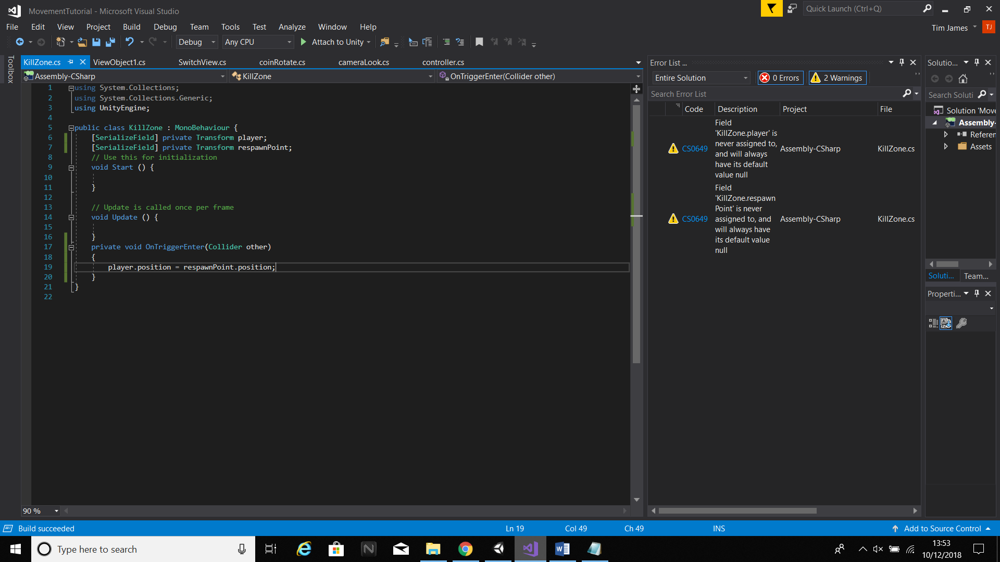 MovementTutorial - Microsoft Visual Studio
Quick Launch (Ctrl+Q)
File Edit View Project Build Debug Team Tools Test Analyze Window Help
Tim James TJ
Debug Any CPU Attach to Unity
Toolbox
KillZone.cs ViewObject1.cs SwitchView.cs coinRotate.cs cameraLook.cs controller.cs
Assembly-CSharp KillZone OnTriggerEnter(Collider other)
1 using System.Collections;
2 using System.Collections.Generic;
3 using UnityEngine;
4
5 public class KillZone : MonoBehaviour {
6 [SerializeField] private Transform player;
7 [SerializeField] private Transform respawnPoint;
8 // Use this for initialization
9 void Start () {
10
11 }
12
13 // Update is called once per frame
14 void Update () {
15
16 }
17 private void OnTriggerEnter(Collider other)
18 {
19 player.position = respawnPoint.position;
20 }
21 }
22
90 %
Error List ...
Entire Solution 0 Errors 2 Warnings
Search Error List
Code Description Project File
CS0649 Field 'KillZone.player' is never assigned to, and will always have its default value null Assembly-CSharp KillZone.cs
CS0649 Field 'KillZone.respawnPoint' is never assigned to, and will always have its default value null Assembly-CSharp KillZone.cs
Solutio...
Search Soluti
Solution 'Move
Assembly-
Referen
Assets
Soluti... Team...
Properti...
Build succeeded Ln 19 Col 49 Ch 49 INS Add to Source Control
Type here to search
13:53
10/12/2018